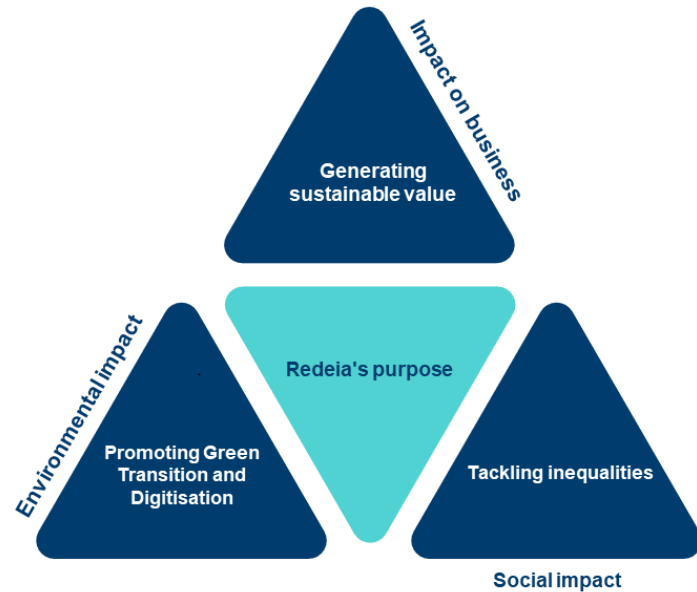 Impact on business
Generating
sustainable value
Redeia's purpose
Environmental impact
Promoting Green
Transition and
Digitisation
Tackling inequalities
Social impact